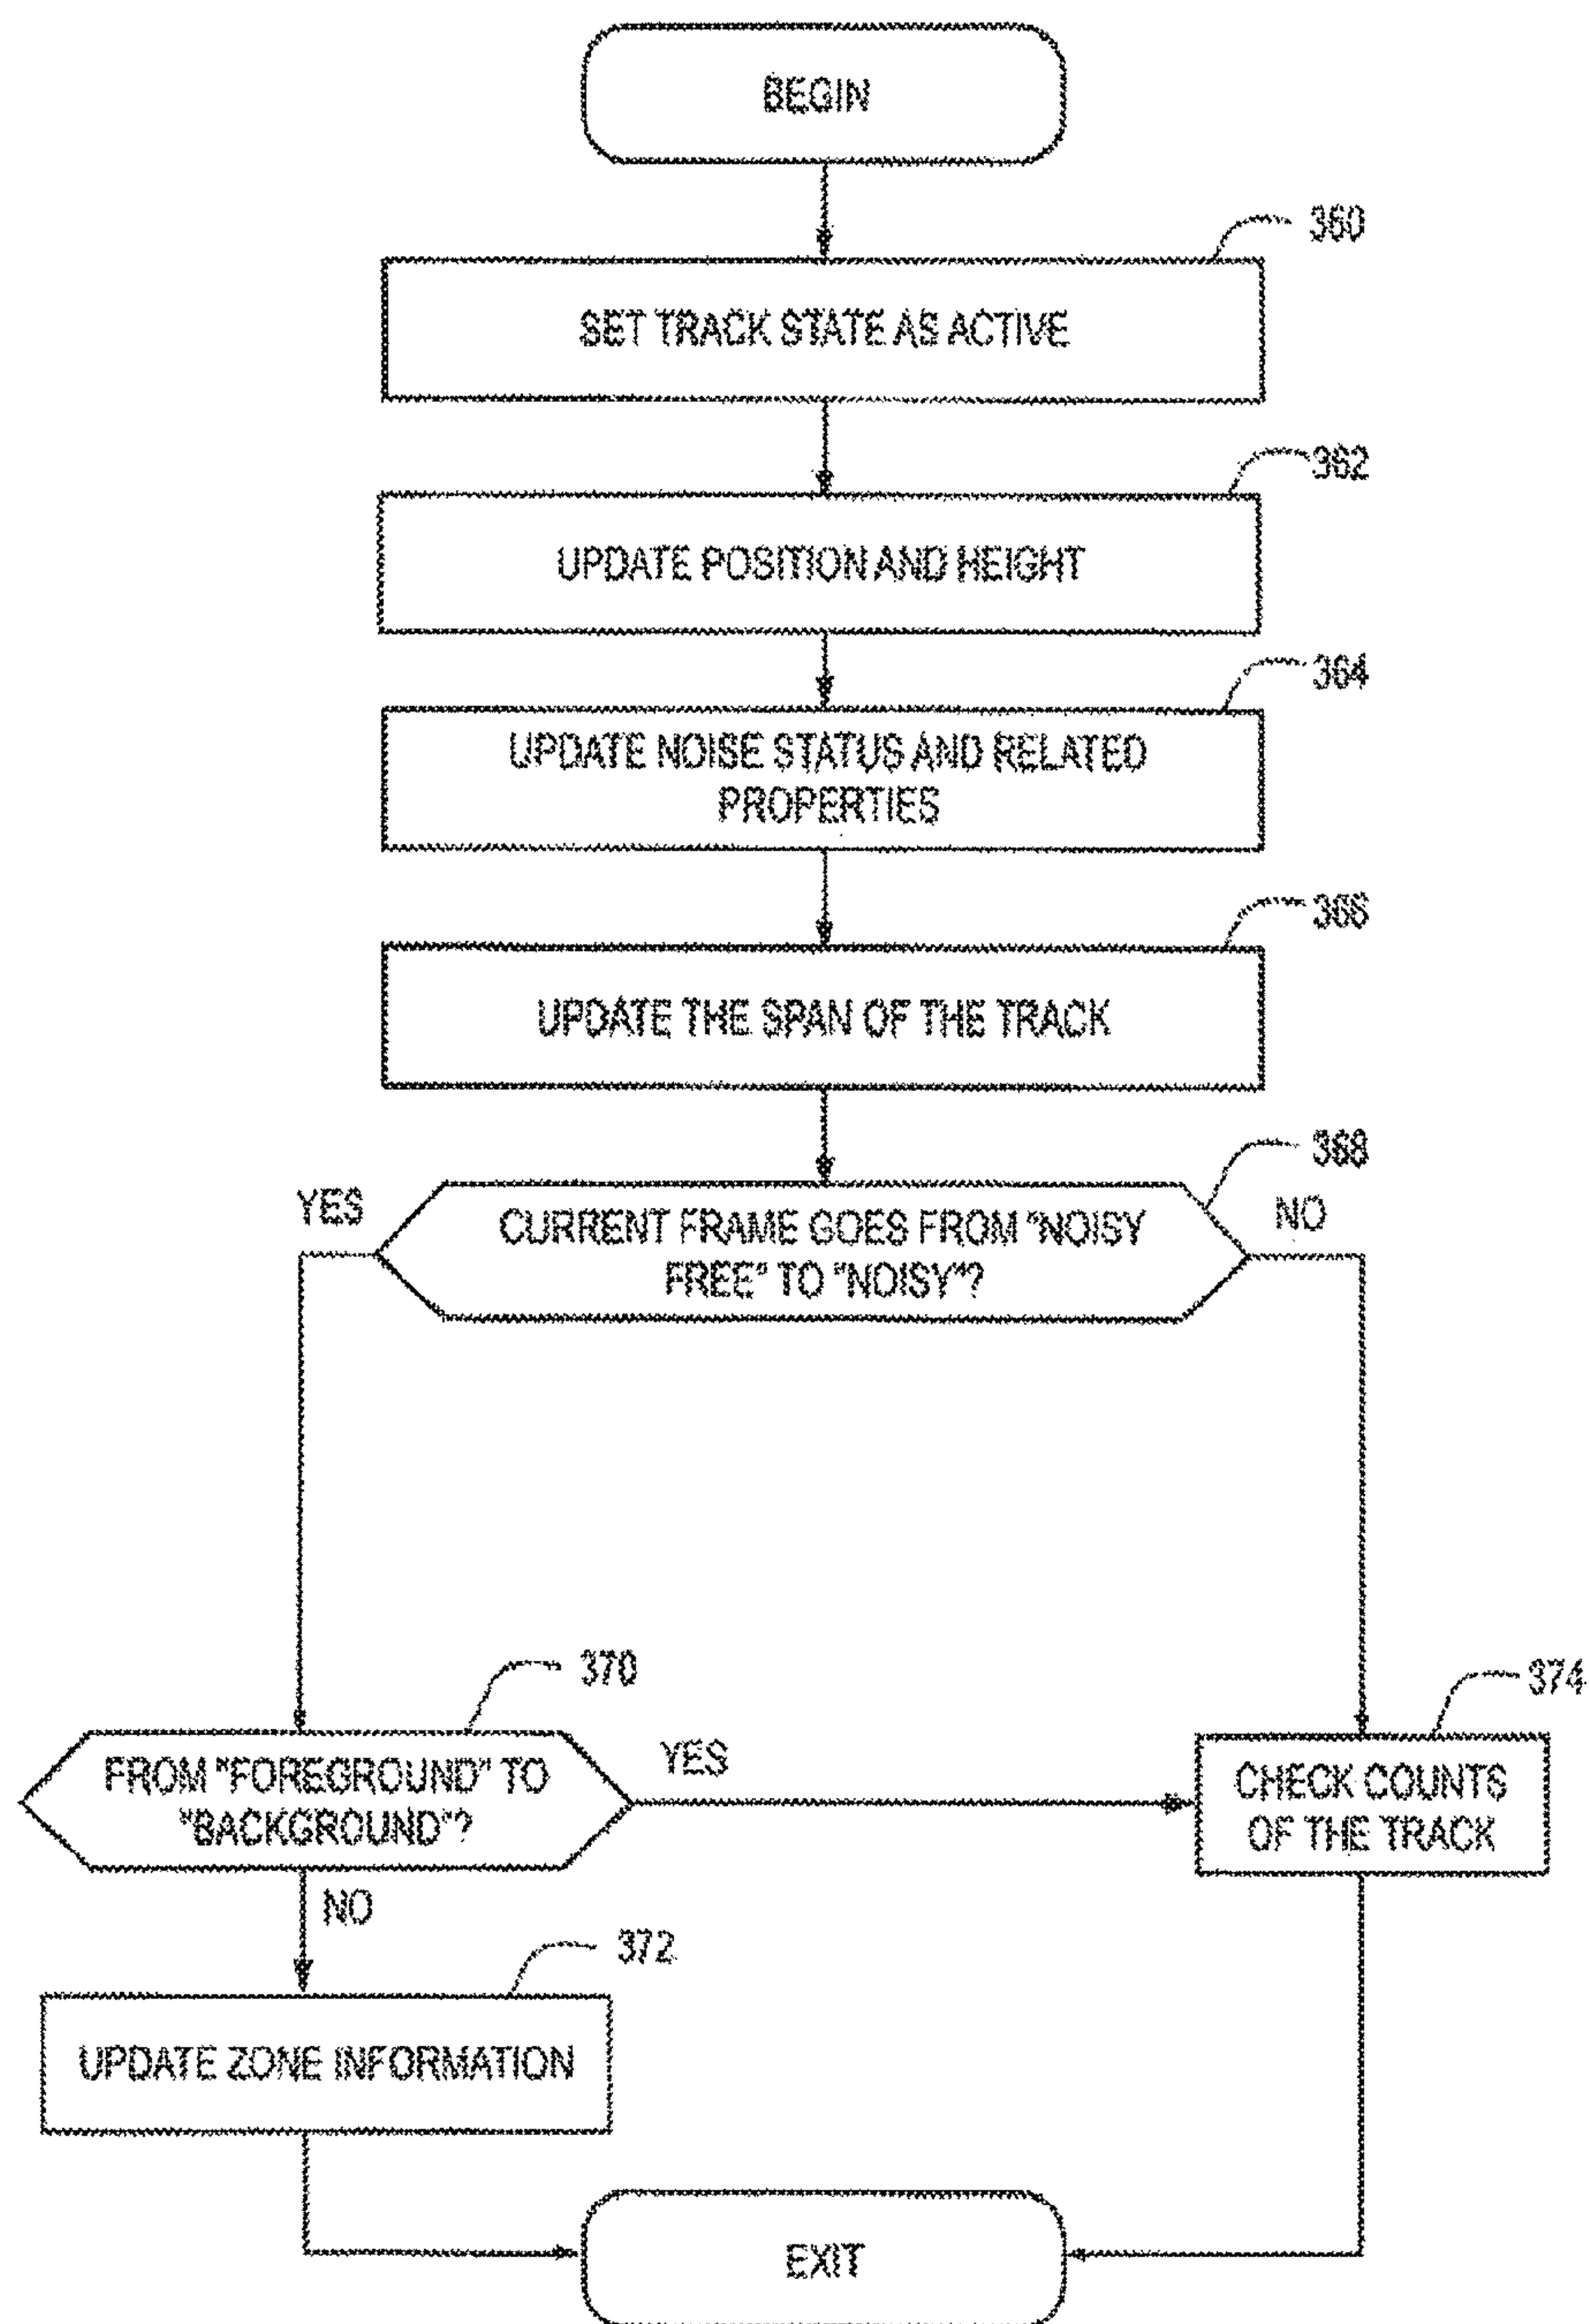 BEGIN
360
SET TRACK STATE AS ACTIVE
362
UPDATE POSITION AND HEIGHT
364
UPDATE NOISE STATUS AND RELATED
PROPERTIES
366
UPDATE THE SPAN OF THE TRACK
368
YES
NO
CURRENT FRAME GOES FROM "NOISY
FREE" TO "NOISY"?
370
374
FROM "FOREGROUND" TO
"BACKGROUND"?
YES
CHECK COUNTS
OF THE TRACK
NO
372
UPDATE ZONE INFORMATION
EXIT